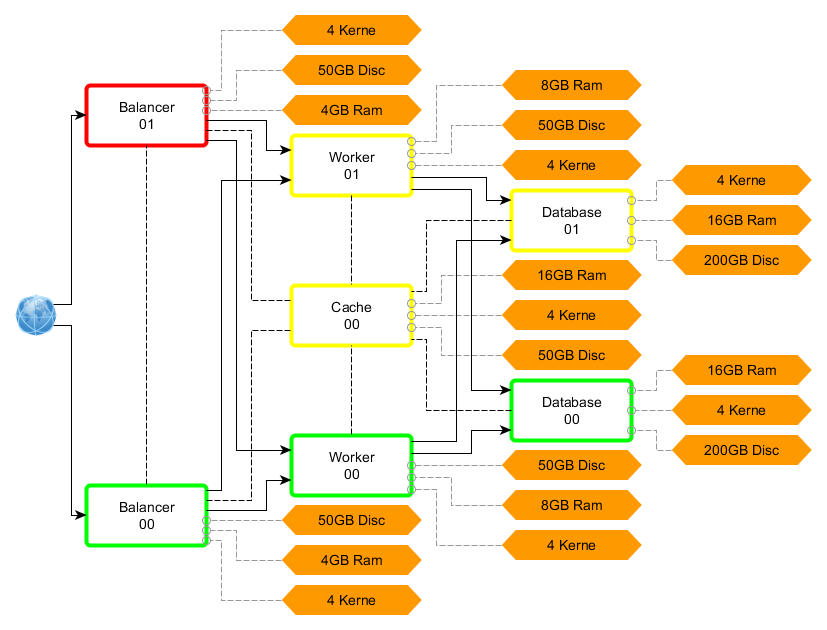 4 Kerne
50GB Disc
4GB Ram
Balancer
01
8GB Ram
50GB Disc
4 Kerne
Worker
01
4 Kerne
16GB Ram
200GB Disc
Database
01
16GB Ram
4 Kerne
50GB Disc
Cache
00
16GB Ram
4 Kerne
200GB Disc
Database
00
Worker
00
50GB Disc
8GB Ram
4 Kerne
Balancer
00
50GB Disc
4GB Ram
4 Kerne